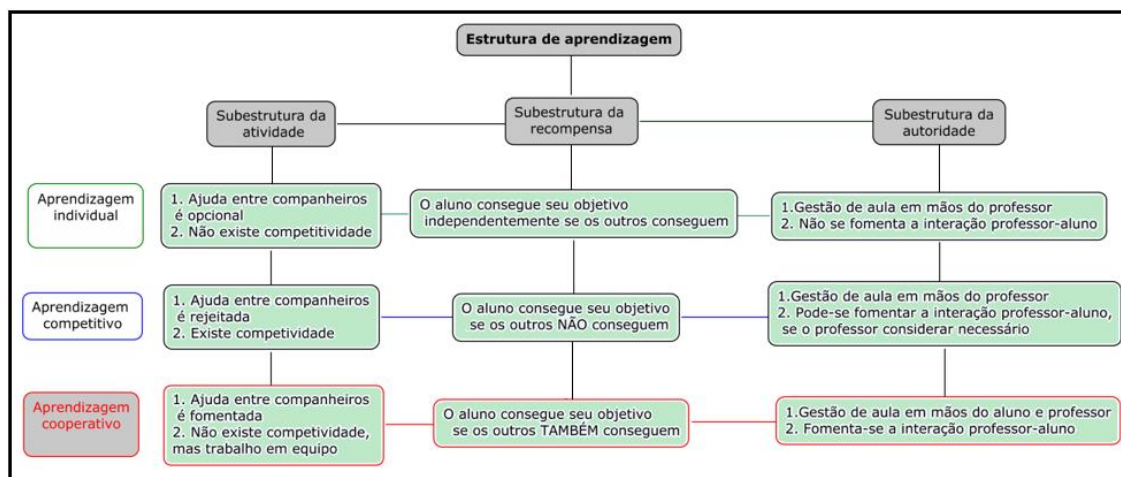 Estrutura de aprendizagem
Subestrutura da
atividade
Subestrutura da
recompensa
Subestrutura da
autoridade
Aprendizagem
individual
1. Ajuda entre companheiros
é opcional
2. Não existe competitividade
O aluno consegue seu objetivo
independentemente se os outros conseguem
1.Gestão de aula em mãos do professor
2. Não se fomenta a interação professor-aluno
Aprendizagem
competitivo
1. Ajuda entre companheiros
é rejeitada
2. Existe competividade
O aluno consegue seu objetivo
se os outros NÃO conseguem
1.Gestão de aula em mãos do professor
2. Pode-se fomentar a interação professor-aluno,
se o professor considerar necessário
Aprendizagem
cooperativo
1. Ajuda entre companheiros
é fomentada
2. Não existe competividade,
mas trabalho em equipo
O aluno consegue seu objetivo
se os outros TAMBÉM conseguem
1.Gestão de aula em mãos do aluno e professor
2. Fomenta-se a interação professor-aluno